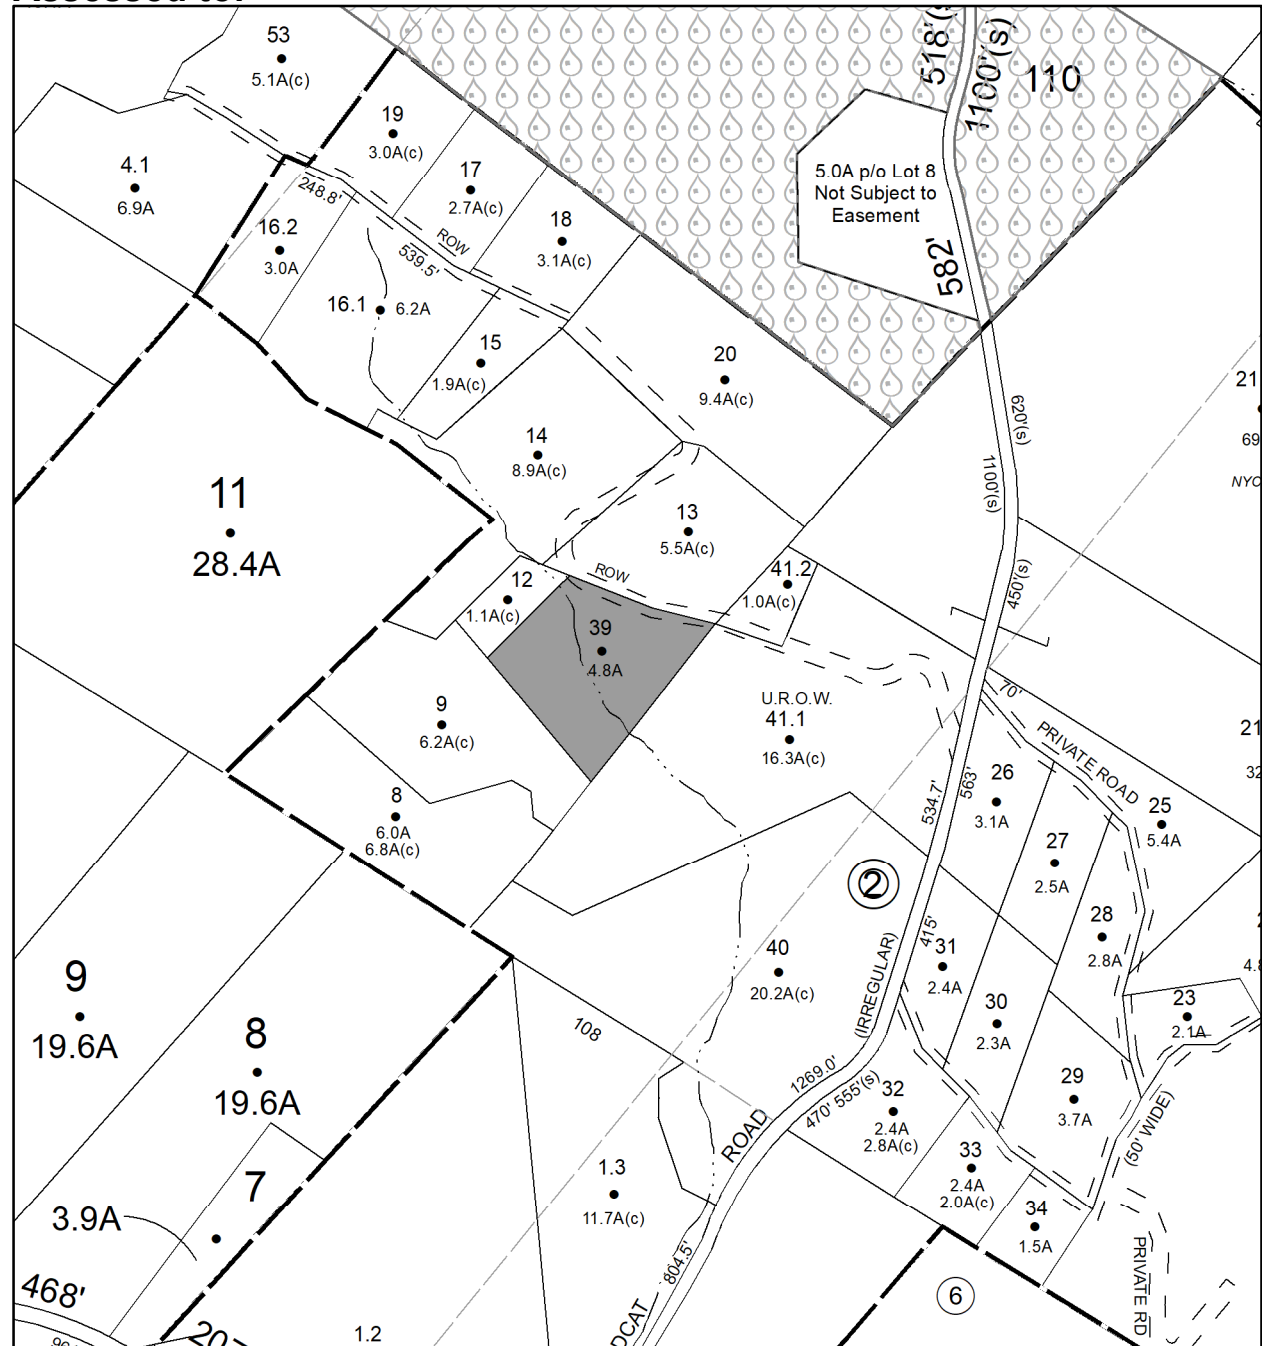 53
5.1A(c)
518'(s)
1100'(s)
110
19
3.0A(c)
4.1
6.9A
17
2.7A(c)
5.0A p/o Lot 8
Not Subject to
Easement
248.8'
16.2
3.0A
ROW
18
3.1A(c)
539.5'
582'
16.1
6.2A
15
1.9A(c)
20
9.4A(c)
21
620'(s)
69
14
8.9A(c)
1100'(s)
11
28.4A
13
5.5A(c)
ROW
12
1.1A(c)
41.2
1.0A(c)
450'(s)
39
4.8A
70'
U.R.O.W.
41.1
16.3A(c)
9
6.2A(c)
PRIVATE ROAD
21
32
26
3.1A
534.7'
563'
8
6.0A
6.8A(c)
25
5.4A
27
2.5A
2
28
2.8A
415'
31
2.4A
40
20.2A(c)
(IRREGULAR)
9
19.6A
4.8
23
2.1A
30
2.3A
108
8
19.6A
1269.0'
470' 555'(s)
32
2.4A
2.8A(c)
29
3.7A
ROAD
(50' WIDE)
33
2.4A
2.0A(c)
1.3
11.7A(c)
7
3.9A
34
1.5A
804.5'
PRIVATE RD
468'
6
1.2
DCAT